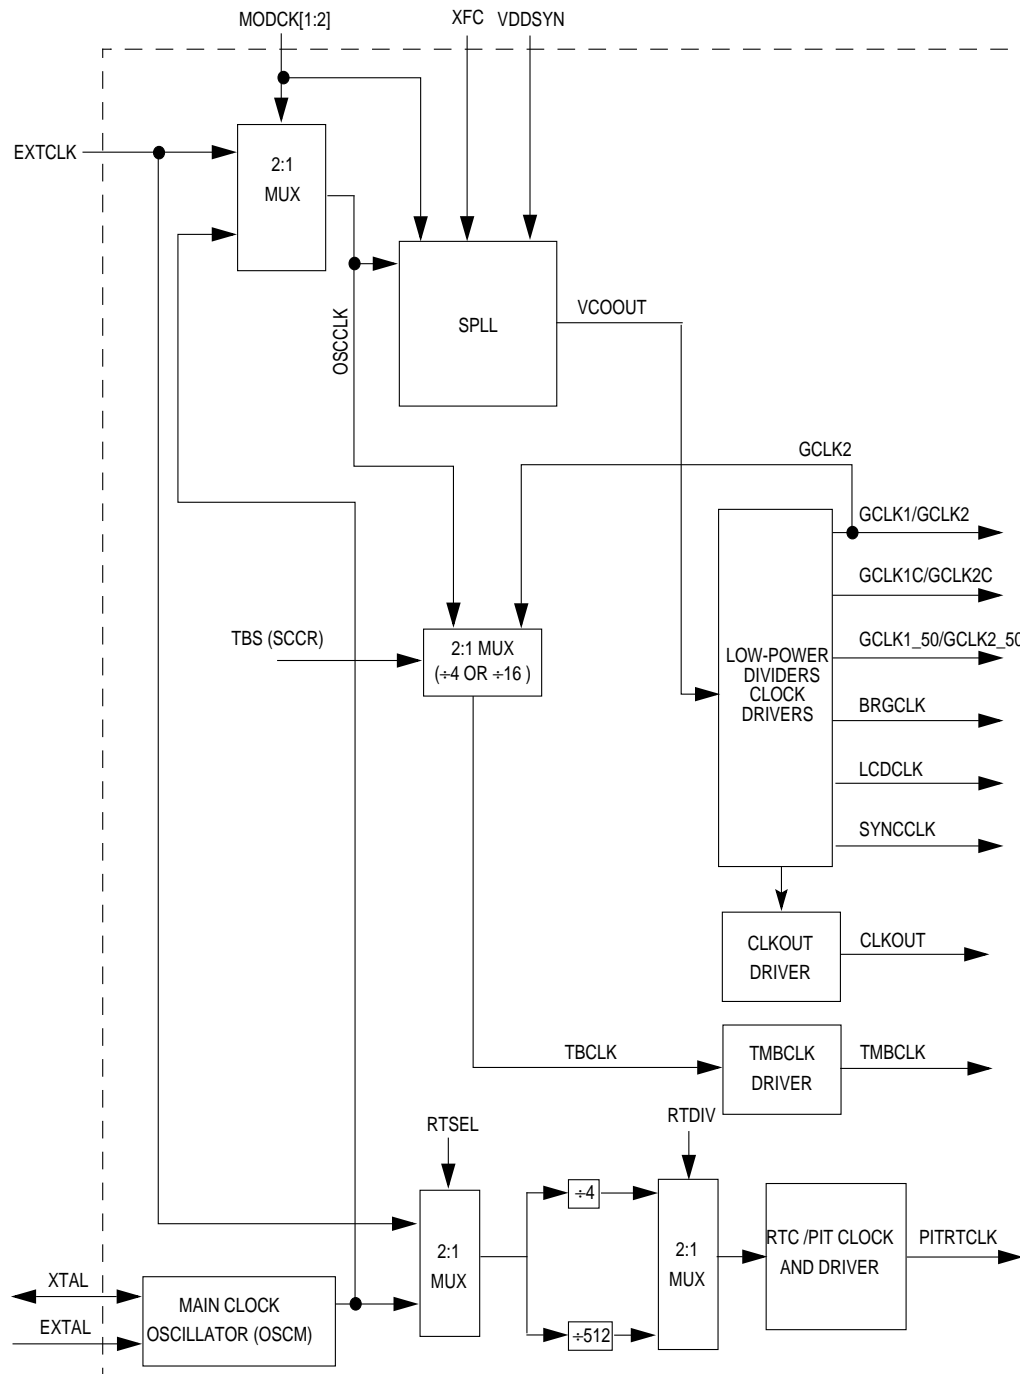 MODCK[1:2]
XFC VDDSYN
EXTCLK
2:1
MUX
OSCCLK
SPLL
VCOOUT
GCLK2
GCLK1/GCLK2
GCLK1C/GCLK2C
GCLK1_50/GCLK2_50
TBS (SCCR)
2:1 MUX
(÷4 OR ÷16 )
LOW-POWER
DIVIDERS
CLOCK
DRIVERS
BRGCLK
LCDCLK
SYNCCLK
CLKOUT
DRIVER
CLKOUT
TBCLK
TMBCLK
DRIVER
TMBCLK
RTSEL
RTDIV
÷4
2:1
MUX
2:1
MUX
RTC /PIT CLOCK
AND DRIVER
PITRTCLK
÷512
XTAL
EXTAL
MAIN CLOCK
OSCILLATOR (OSCM)